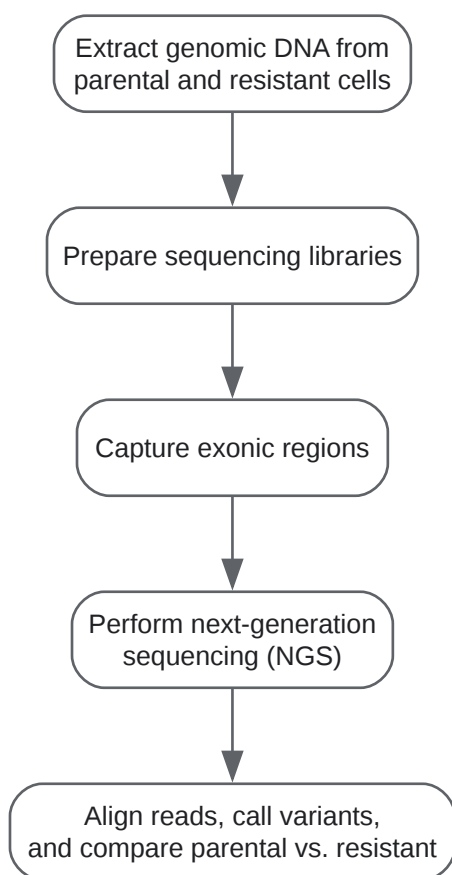 Extract genomic DNA from
parental and resistant cells
Prepare sequencing libraries
Capture exonic regions
Perform next-generation
sequencing (NGS)
Align reads, call variants,
and compare parental vs. resistant